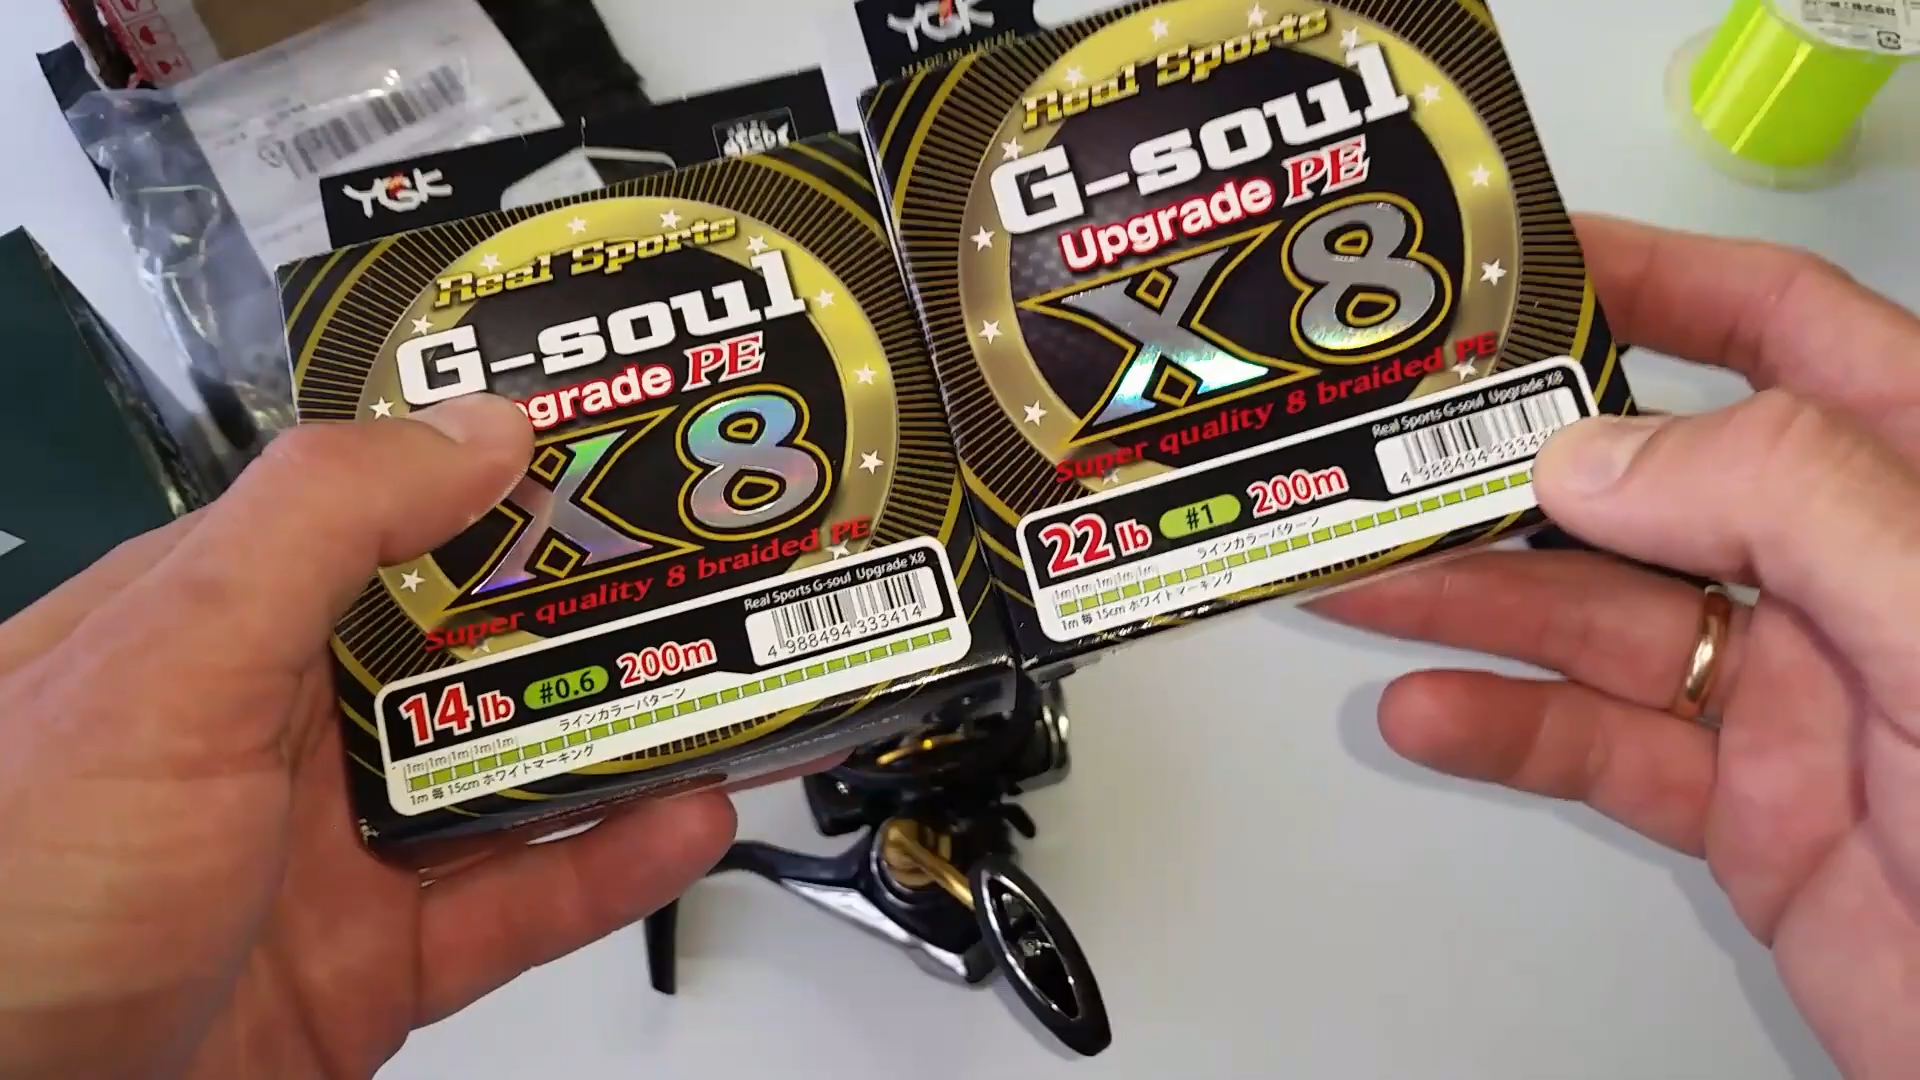 YGK
Real Sports
G-soul
Upgrade PE
X8
Super quality 8 braided PE
Real Sports G-soul Upgrade X8
4 988494 333414
14lb #0.6 200m
ラインカラーパターン
1m 1m 1m 1m 1m
1m 毎 15cm ホワイトマーキング
YGK
MADE IN JAPAN
Real Sports
G-soul
Upgrade PE
X8
Super quality 8 braided PE
Real Sports G-soul Upgrade X8
22lb #1 200m
ラインカラーパターン
1m 1m 1m 1m 1m
1m 毎 15cm ホワイトマーキング